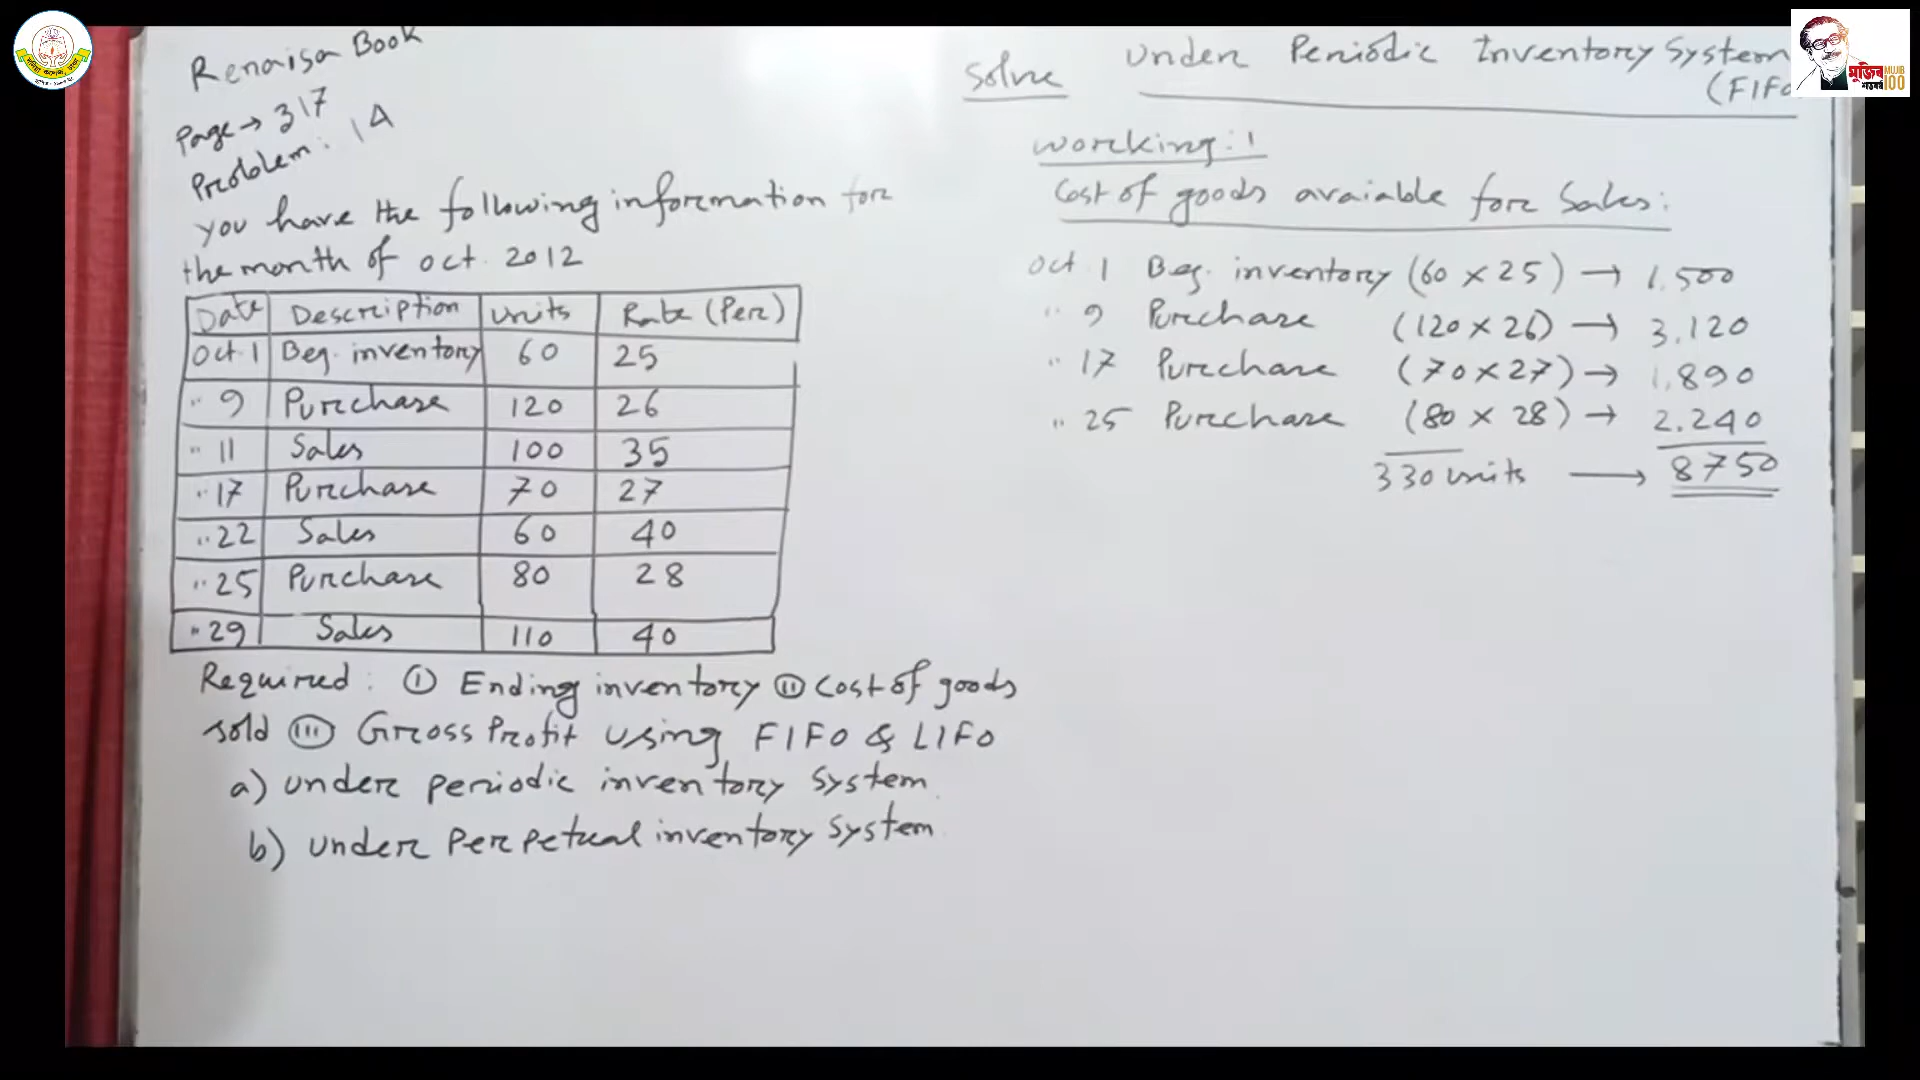 Renaisa Book
Page → 317
Problem: 14
You have the following information for
the month of oct. 2012
Date Description Units Rate (Per)
Oct 1 Beg. inventory 60 25
" 9 Purchase 120 26
" 11 Sales 100 35
" 17 Purchase 70 27
" 22 Sales 60 40
" 25 Purchase 80 28
" 29 Sales 110 40
Required: (i) Ending inventory (ii) Cost of goods
sold (iii) Gross Profit using FIFO & LIFO
a) under periodic inventory system
b) under Perpetual inventory system
Solve Under Periodic Inventory System
(FIFO
Working: 1
Cost of goods avaiable for Sales:
Oct 1 Beg. inventory (60 x 25) → 1,500
" 9 Purchase (120 x 26) → 3,120
" 17 Purchase (70 x 27) → 1,890
" 25 Purchase (80 x 28) → 2,240
330 units → 8750
মুজিব
শতবর্ষ
MUJIB
100